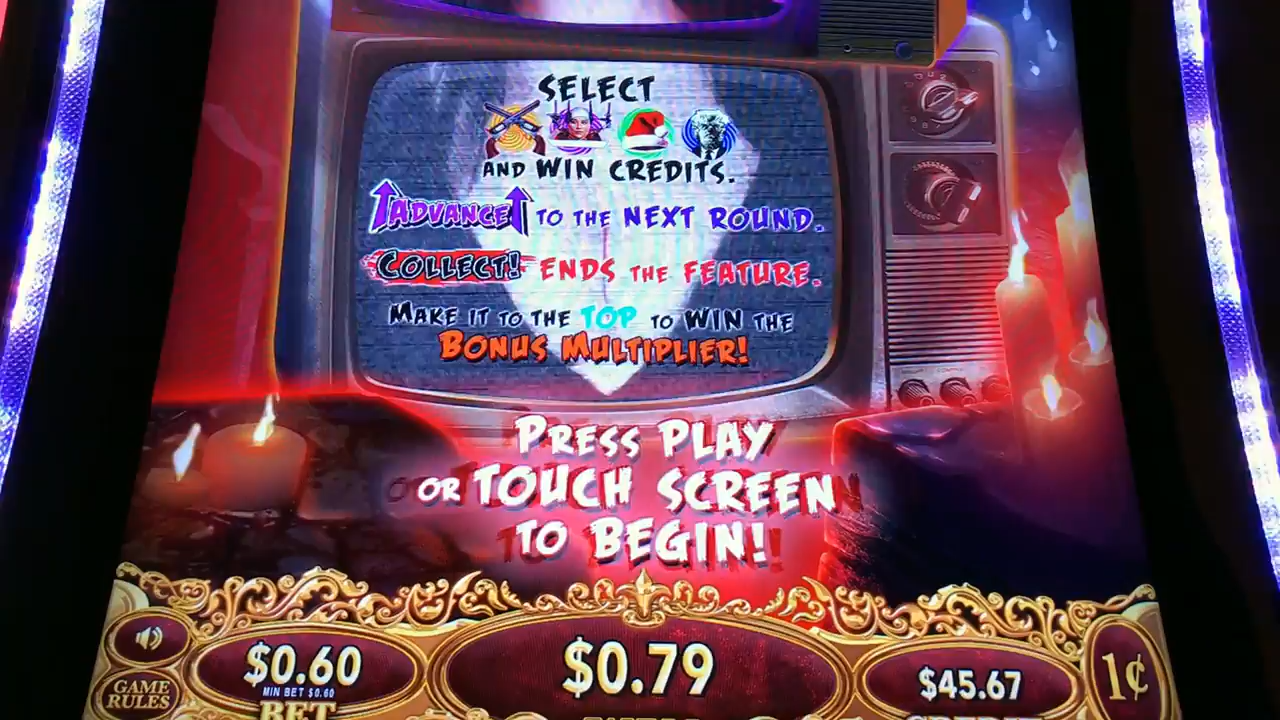 SELECT
AND WIN CREDITS.
ADVANCE TO THE NEXT ROUND.
COLLECT! ENDS THE FEATURE.
MAKE IT TO THE TOP TO WIN THE
BONUS MULTIPLIER!
PRESS PLAY
OR TOUCH SCREEN
TO BEGIN!
$0.60
MIN BET $0.60
BET
$0.79
$45.67
CREDIT
1¢
GAME
RULES